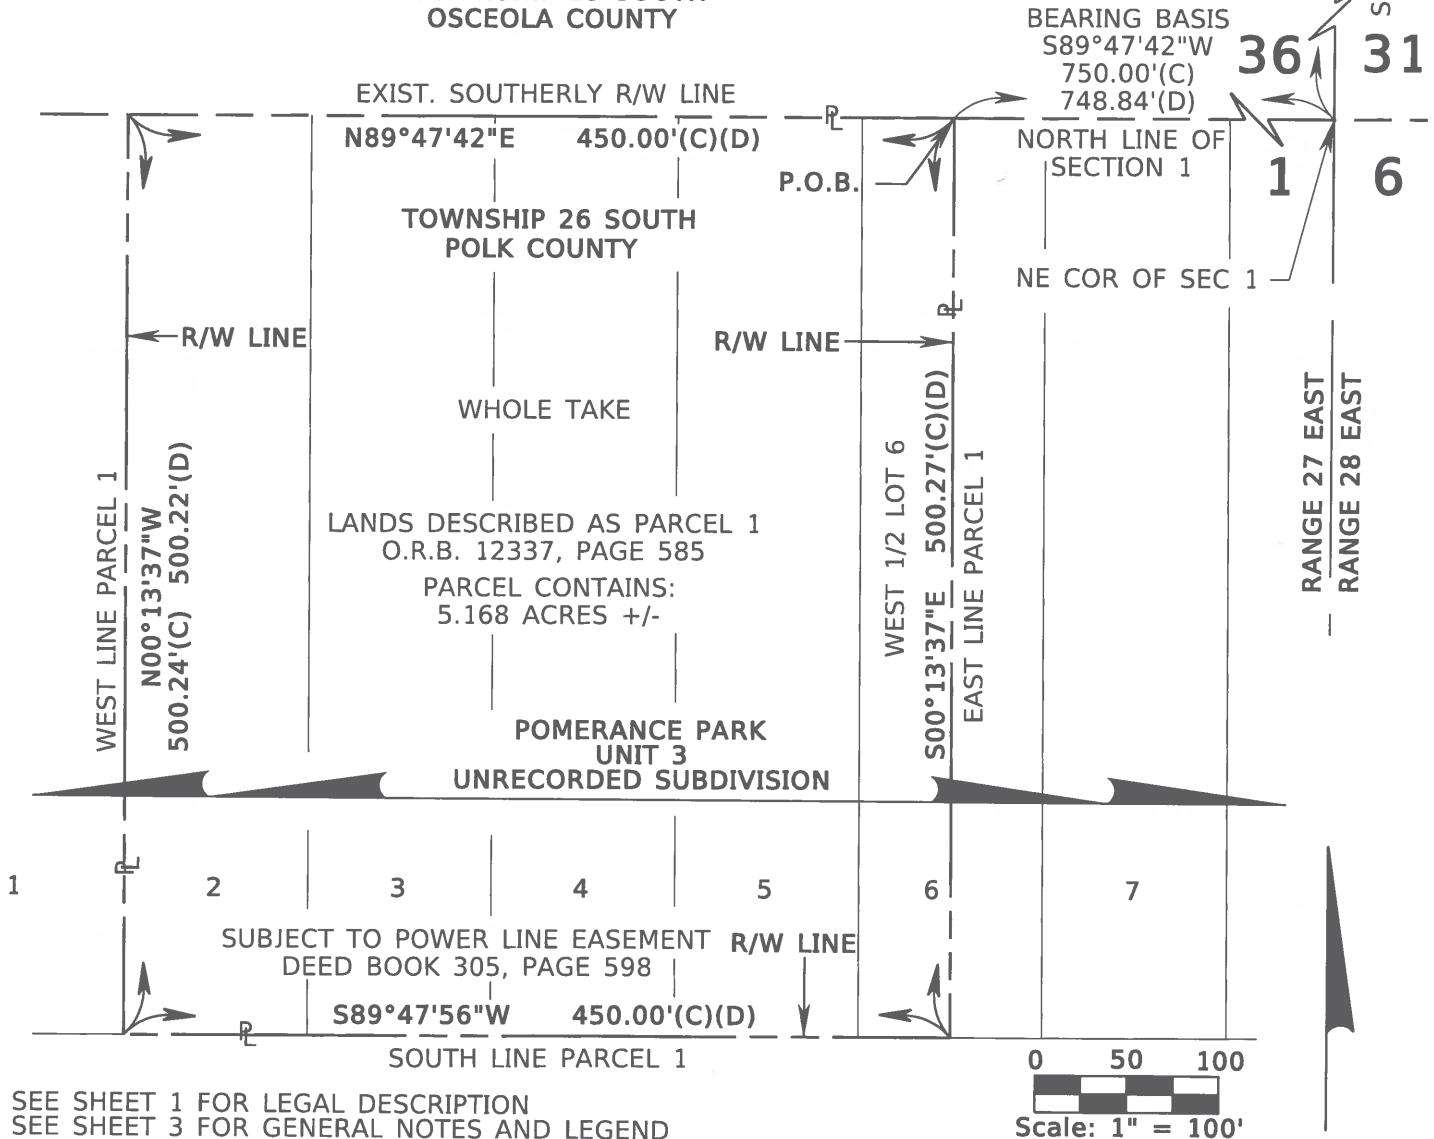 OSCEOLA COUNTY
BEARING BASIS
S89°47'42"W
750.00'(C)
748.84'(D)
36
31
EXIST. SOUTHERLY R/W LINE
N89°47'42"E 450.00'(C)(D)
NORTH LINE OF
SECTION 1
1
6
P.O.B.
TOWNSHIP 26 SOUTH
POLK COUNTY
NE COR OF SEC 1
R/W LINE
R/W LINE
WHOLE TAKE
WEST LINE PARCEL 1
N00°13'37"W
500.24'(C) 500.22'(D)
LANDS DESCRIBED AS PARCEL 1
O.R.B. 12337, PAGE 585
PARCEL CONTAINS:
5.168 ACRES +/-
WEST 1/2 LOT 6
S00°13'37"E 500.27'(C)(D)
EAST LINE PARCEL 1
RANGE 27 EAST
RANGE 28 EAST
POMERANCE PARK
UNIT 3
UNRECORDED SUBDIVISION
1
2
3
4
5
6
7
SUBJECT TO POWER LINE EASEMENT
DEED BOOK 305, PAGE 598
R/W LINE
S89°47'56"W 450.00'(C)(D)
SOUTH LINE PARCEL 1
0 50 100
Scale: 1" = 100'
SEE SHEET 1 FOR LEGAL DESCRIPTION
SEE SHEET 3 FOR GENERAL NOTES AND LEGEND